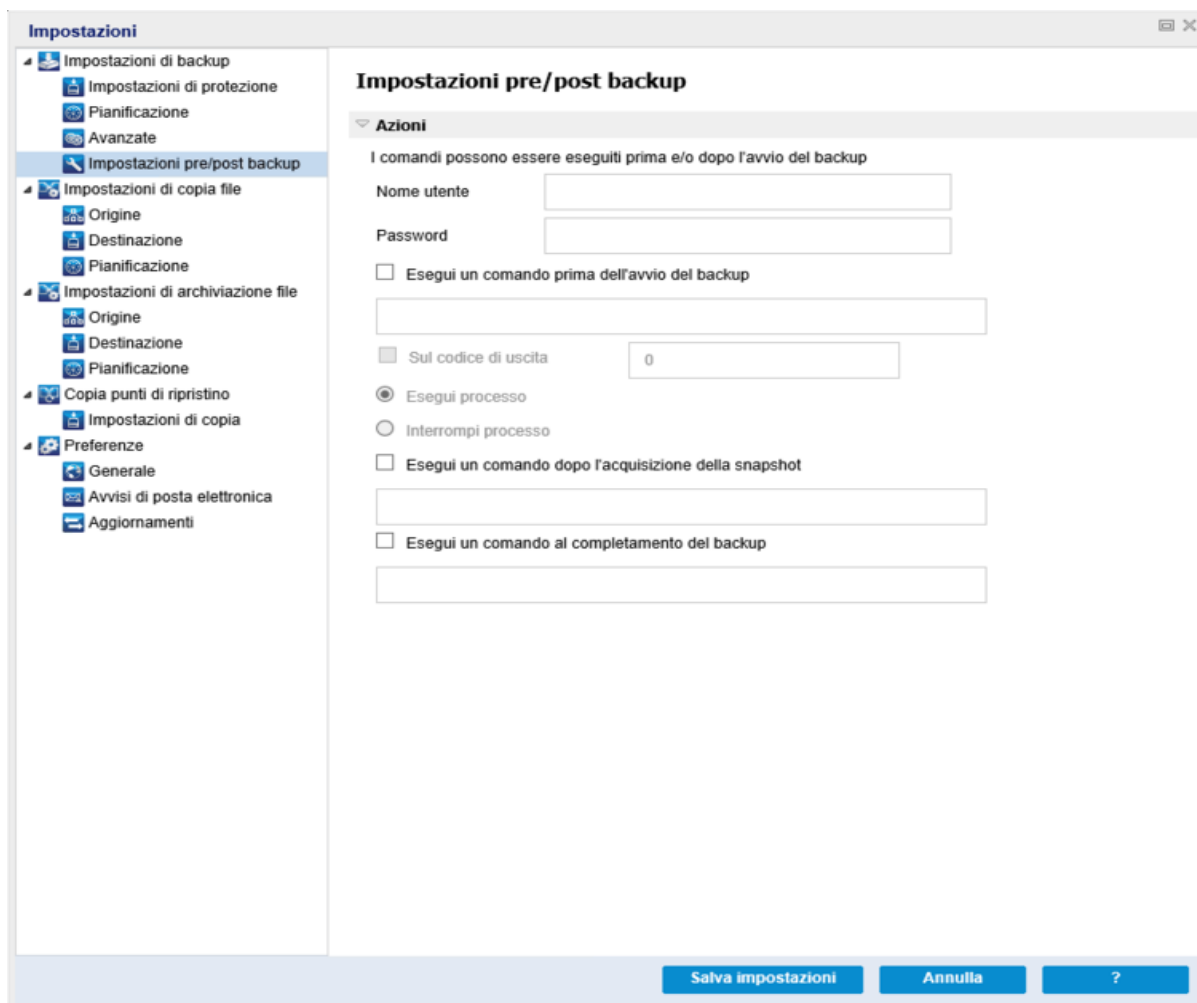 Impostazioni
Impostazioni di backup
Impostazioni di protezione
Pianificazione
Avanzate
Impostazioni pre/post backup
Impostazioni di copia file
Origine
Destinazione
Pianificazione
Impostazioni di archiviazione file
Origine
Destinazione
Pianificazione
Copia punti di ripristino
Impostazioni di copia
Preferenze
Generale
Avvisi di posta elettronica
Aggiornamenti
Impostazioni pre/post backup
Azioni
I comandi possono essere eseguiti prima e/o dopo l'avvio del backup
Nome utente
Password
Esegui un comando prima dell'avvio del backup
Sul codice di uscita 0
Esegui processo
Interrompi processo
Esegui un comando dopo l'acquisizione della snapshot
Esegui un comando al completamento del backup
Salva impostazioni Annulla ?